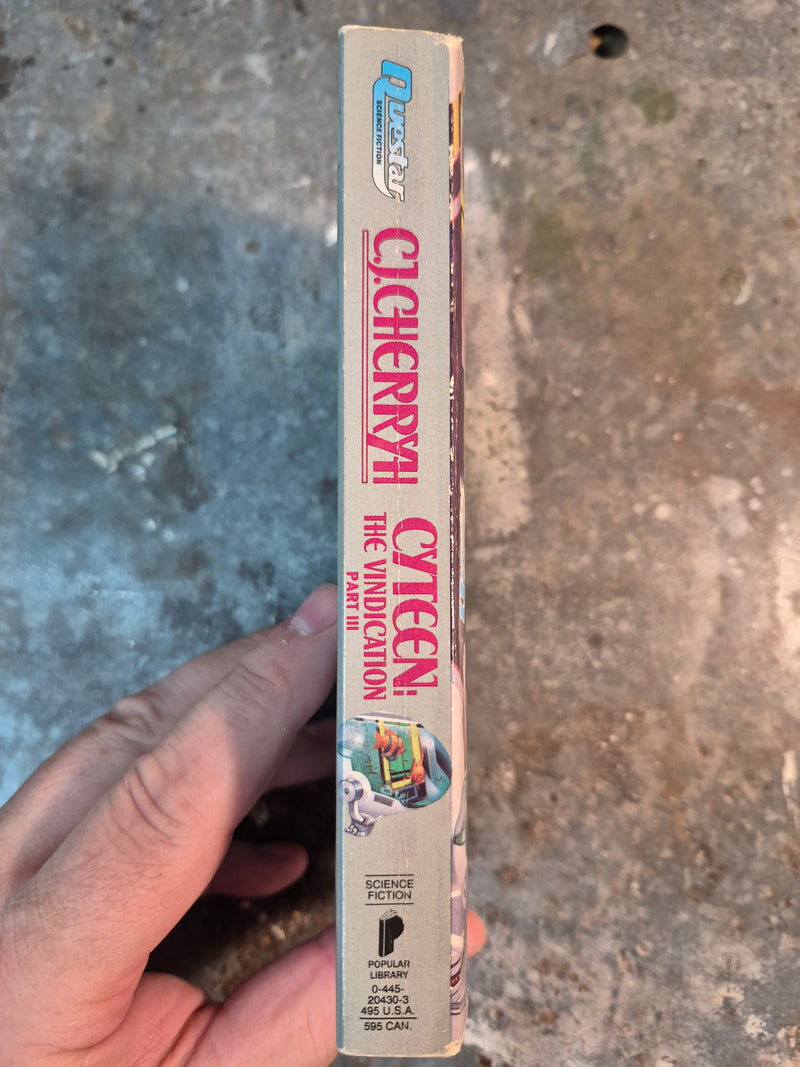 Questar
SCIENCE FICTION
C.J. CHERRYH
CYTEEN:
THE VINDICATION
PART III
SCIENCE
FICTION
P
POPULAR
LIBRARY
0-445-
20430-3
495 U.S.A.
595 CAN.